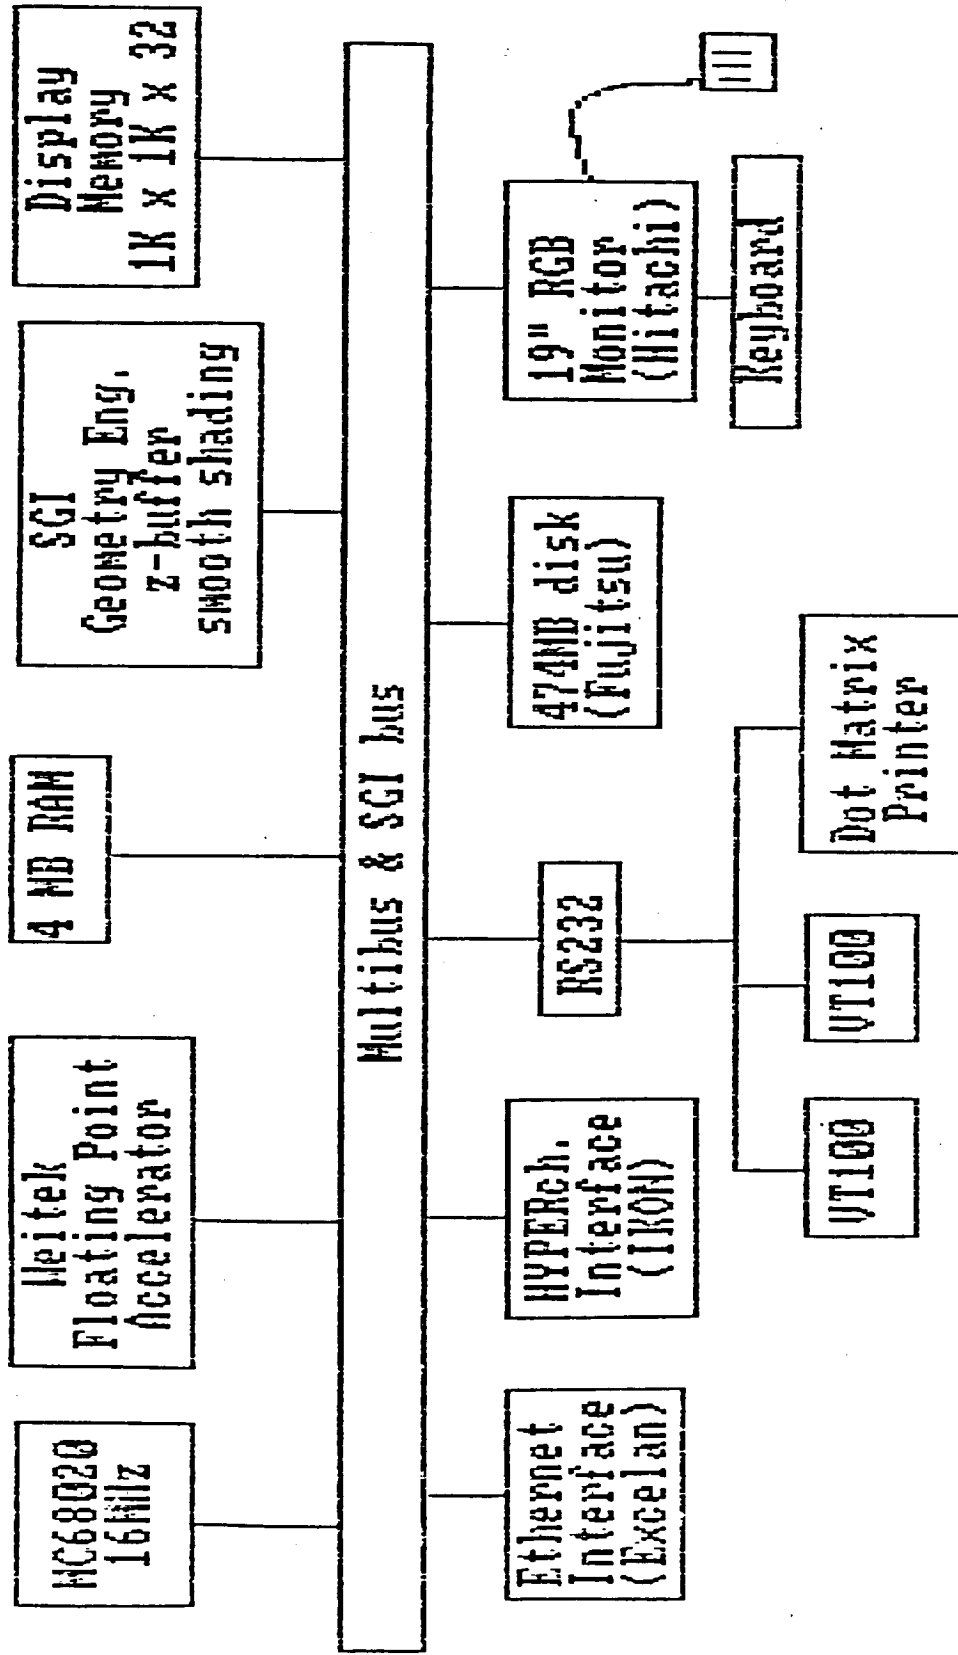 MC68020
16MHz
Weitek
Floating Point
Accelerator
4 MB RAM
SGI
Geometry Eng.
z-buffer
smooth shading
Display
Memory
1K x 1K x 32
Multibus & SGI bus
Ethernet
Interface
(Excelan)
HYPERch.
Interface
(IKON)
RS232
474MB disk
(Fujitsu)
19" RGB
Monitor
(Hitachi)
Keyboard
VT100
VT100
Dot Matrix
Printer